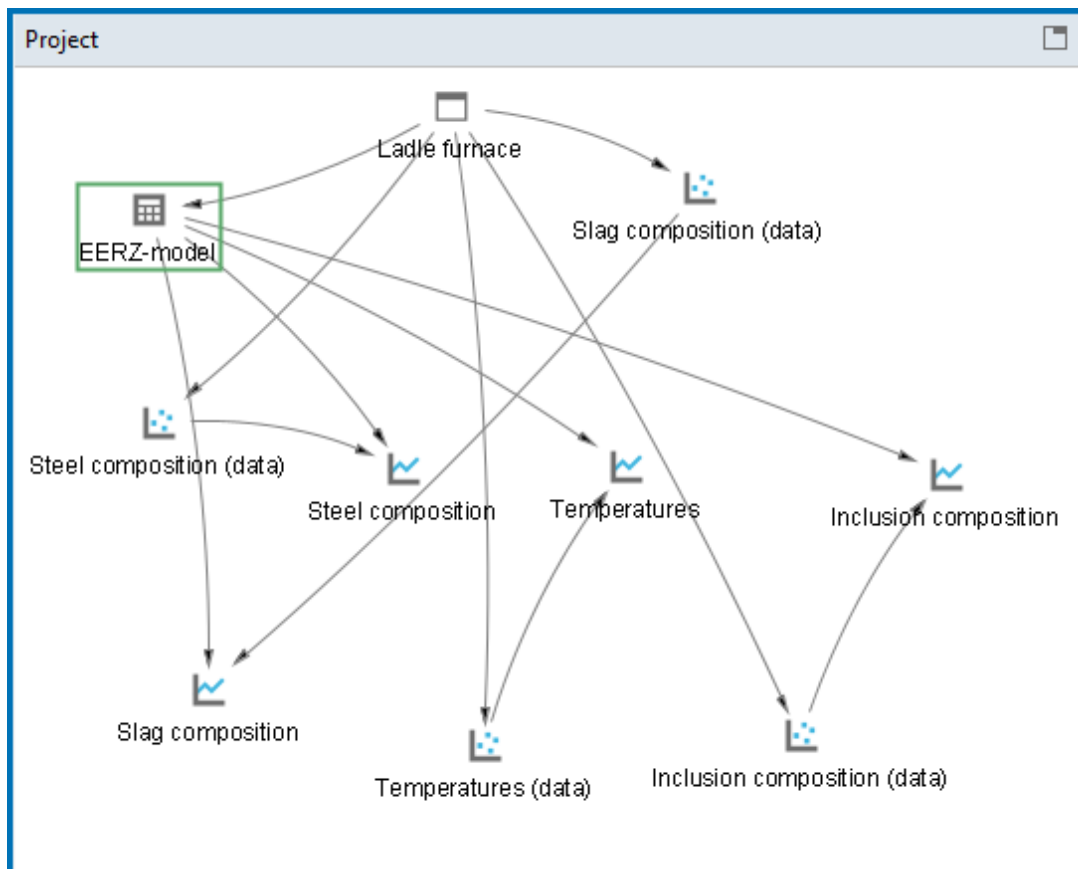 Project
Ladle furnace
Slag composition (data)
EERZ-model
Steel composition (data)
Steel composition
Temperatures
Inclusion composition
Slag composition
Temperatures (data)
Inclusion composition (data)